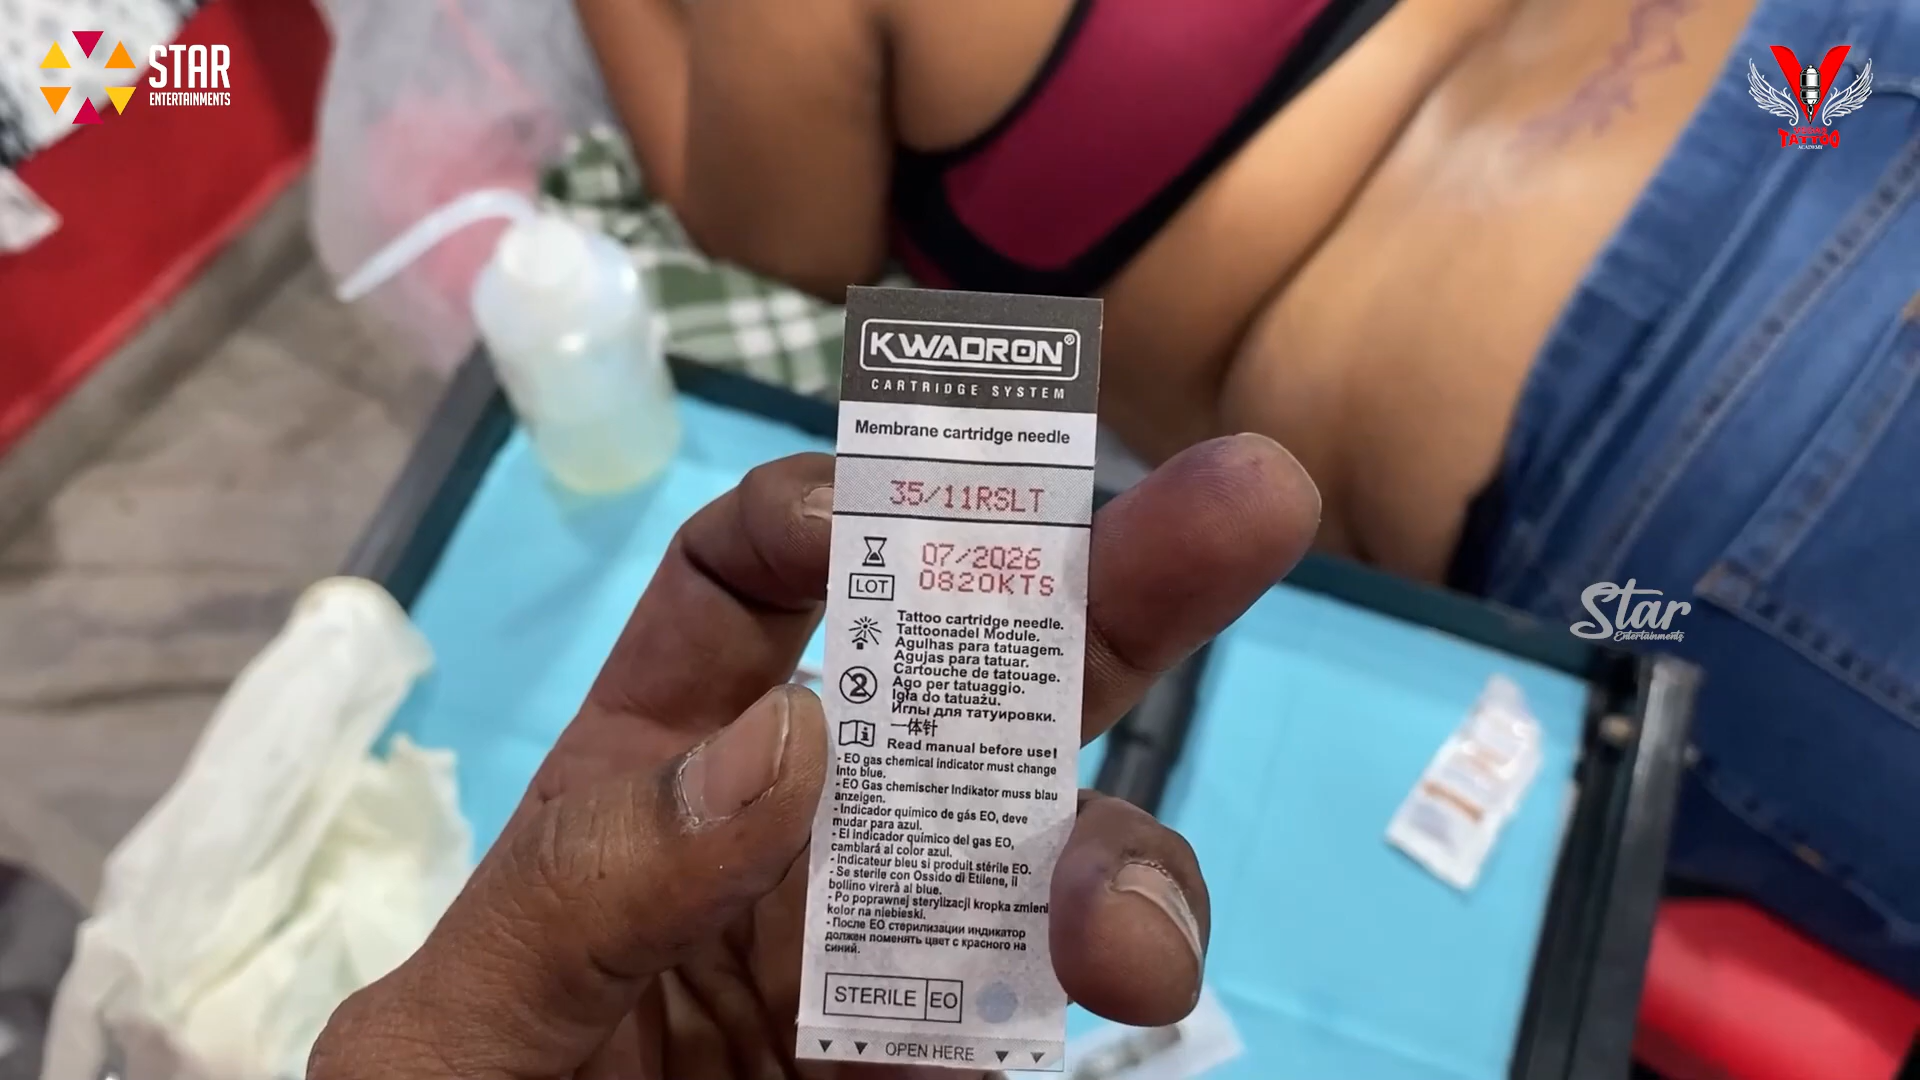 STAR
ENTERTAINMENTS
V
TATTOO
ACADEMY
KWADRON®
CARTRIDGE SYSTEM
Membrane cartridge needle
35/11RSLT
07/2026
LOT 0820KTS
Tattoo cartridge needle.
Tattoonadel Module.
Agulhas para tatuagem.
Agujas para tatuar.
Cartouche de tatouage.
2
Ago per tatuaggio.
Igła do tatuażu.
Иглы для татуировки.
一体针
Read manual before use!
- EO gas chemical indicator must change
into blue.
- EO Gas chemischer Indikator muss blau
anzeigen.
- Indicador químico de gás EO, deve
mudar para azul.
- El indicador químico del gas EO,
cambiará al color azul.
- Indicateur bleu si produit stérile EO.
- Se sterile con Ossido di Etilene, il
bollino virerà al blue.
- Po poprawnej sterylizacji kropka zmieni
kolor na niebieski.
- После EO стерилизации индикатор
должен поменять цвет с красного на
синий.
STERILE EO
OPEN HERE
Star
Entertainments